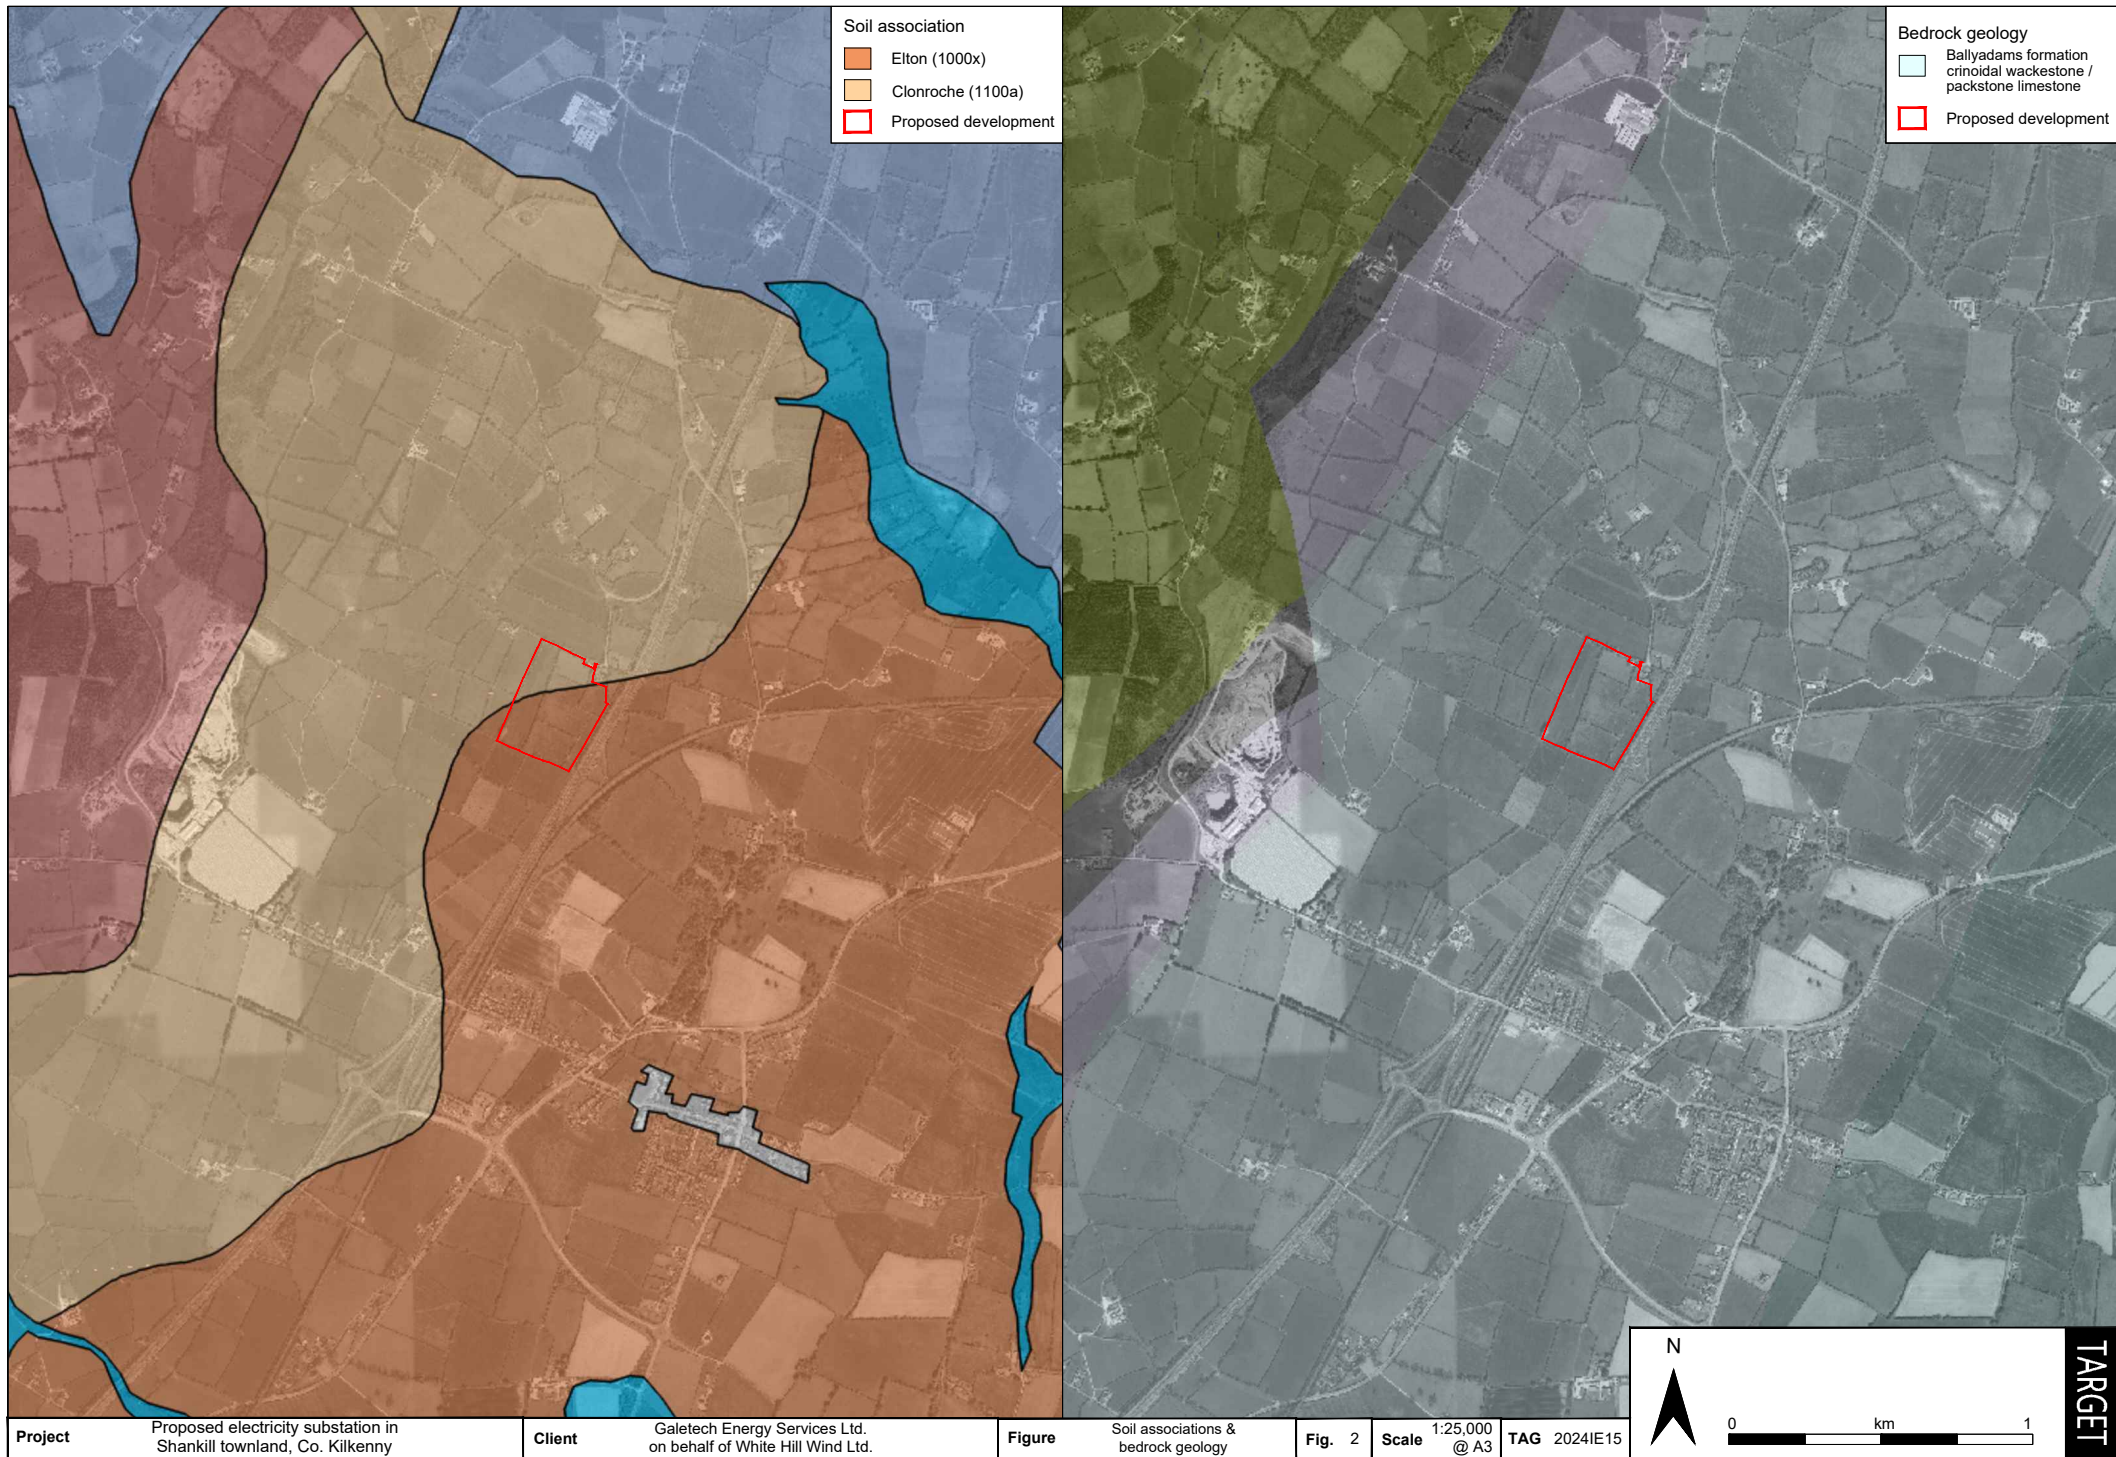 Soil association
Elton (1000x)
Clonroche (1100a)
Proposed development
Bedrock geology
Ballyadams formation
crinoidal wackestone /
packstone limestone
Proposed development
N
0 km 1
TARGET
Project
Proposed electricity substation in
Shankill townland, Co. Kilkenny
Client
Galetech Energy Services Ltd.
on behalf of White Hill Wind Ltd.
Figure
Soil associations &
bedrock geology
Fig. 2
Scale
1:25,000
@ A3
TAG 2024IE15